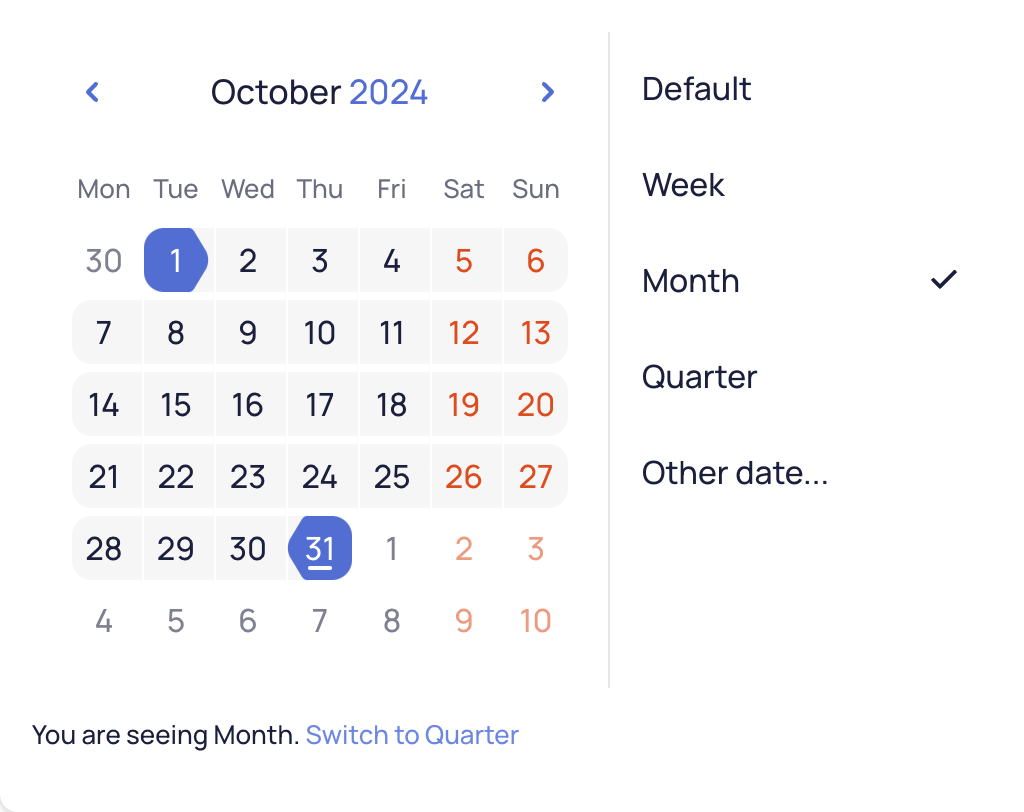 October 2024
Mon Tue Wed Thu Fri Sat Sun
30 1 2 3 4 5 6
7 8 9 10 11 12 13
14 15 16 17 18 19 20
21 22 23 24 25 26 27
28 29 30 31 1 2 3
4 5 6 7 8 9 10
Default
Week
Month
Quarter
Other date...
You are seeing Month. Switch to Quarter